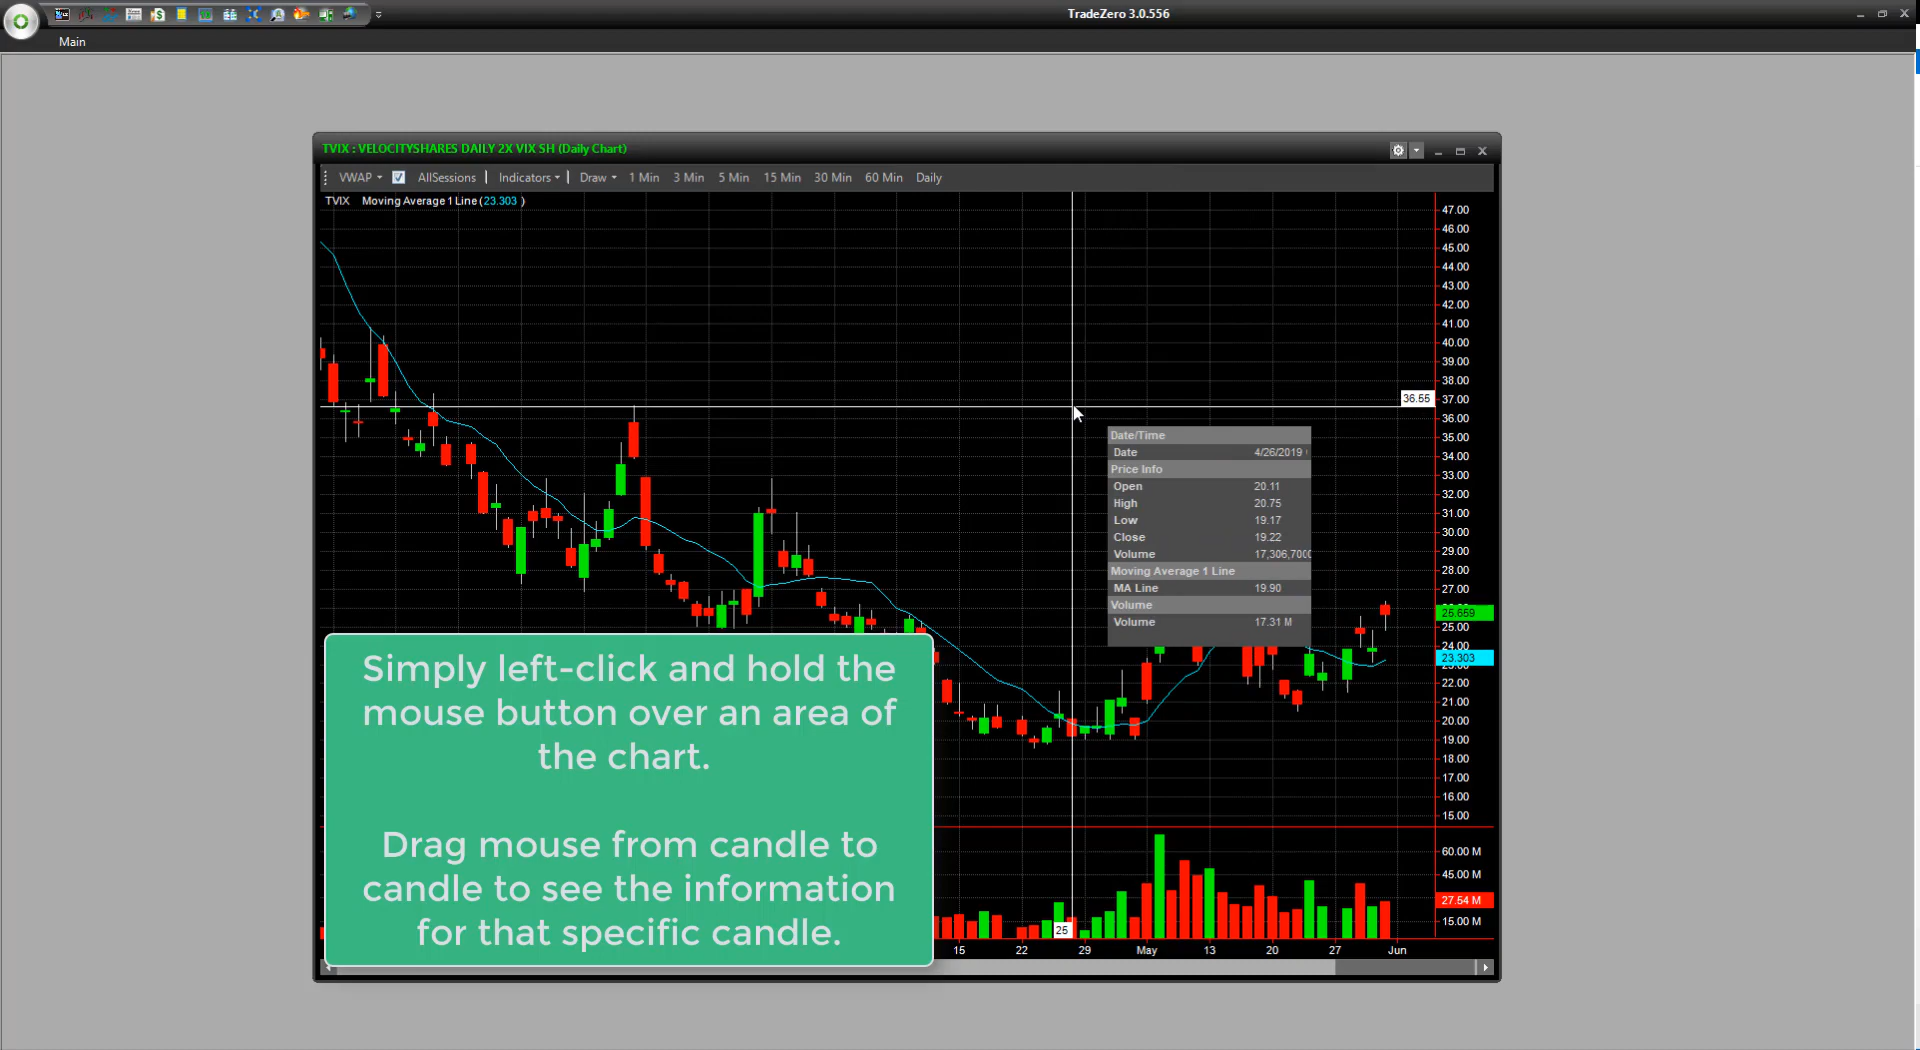 TradeZero 3.0.556
Main
TVIX : VELOCITYSHARES DAILY 2X VIX SH (Daily Chart)
VWAP AllSessions Indicators Draw 1 Min 3 Min 5 Min 15 Min 30 Min 60 Min Daily
TVIX Moving Average 1 Line (23.303 )
47.00
46.00
45.00
44.00
43.00
42.00
41.00
40.00
39.00
38.00
36.55
37.00
36.00
35.00
34.00
33.00
32.00
31.00
30.00
29.00
28.00
27.00
25.659
25.00
24.00
23.303
22.00
21.00
20.00
19.00
18.00
17.00
16.00
15.00
Date/Time
Date 4/26/2019
Price Info
Open 20.11
High 20.75
Low 19.17
Close 19.22
Volume 17,306,700
Moving Average 1 Line
MA Line 19.90
Volume
Volume 17.31 M
Simply left-click and hold the
mouse button over an area of
the chart.
Drag mouse from candle to
candle to see the information
for that specific candle.
60.00 M
45.00 M
27.54 M
15.00 M
25
15 22 29 May 13 20 27 Jun